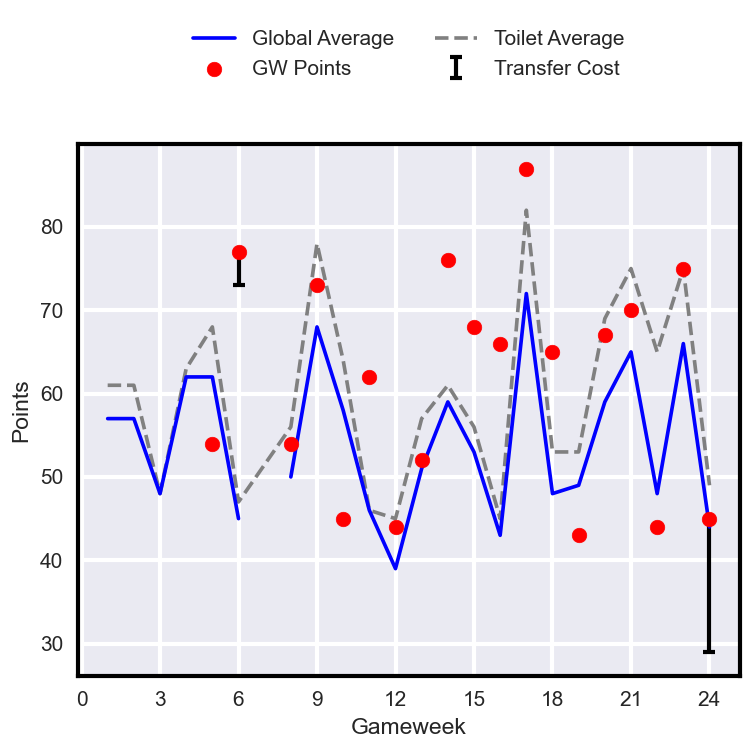 Global Average
Toilet Average
GW Points
Transfer Cost
80
70
60
50
40
30
Points
0 3 6 9 12 15 18 21 24
Gameweek